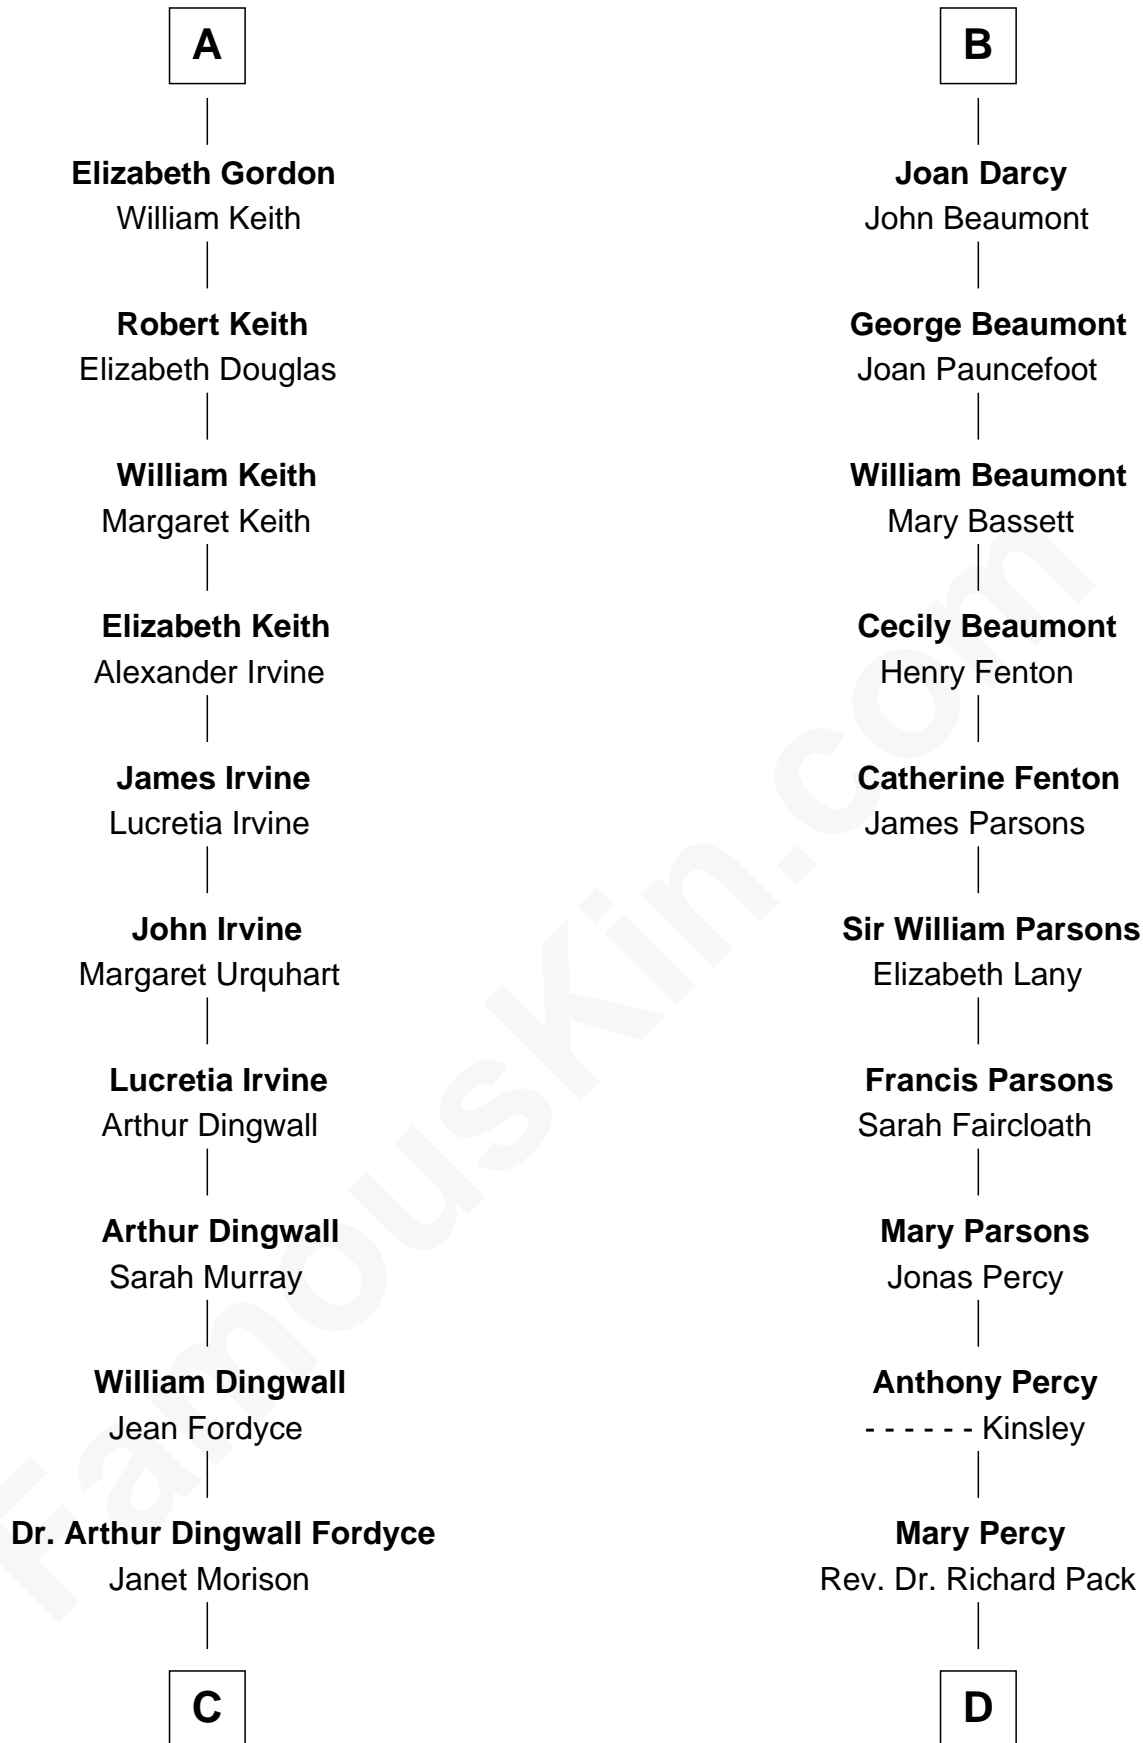 A
Elizabeth Gordon
William Keith
Robert Keith
Elizabeth Douglas
William Keith
Margaret Keith
Elizabeth Keith
Alexander Irvine
James Irvine
Lucretia Irvine
John Irvine
Margaret Urquhart
Lucretia Irvine
Arthur Dingwall
Arthur Dingwall
Sarah Murray
William Dingwall
Jean Fordyce
Dr. Arthur Dingwall Fordyce
Janet Morison
C
B
Joan Darcy
John Beaumont
George Beaumont
Joan Pauncefoot
William Beaumont
Mary Bassett
Cecily Beaumont
Henry Fenton
Catherine Fenton
James Parsons
Sir William Parsons
Elizabeth Lany
Francis Parsons
Sarah Faircloath
Mary Parsons
Jonas Percy
Anthony Percy
- - - - - - Kinsley
Mary Percy
Rev. Dr. Richard Pack
D
FamousKin.com